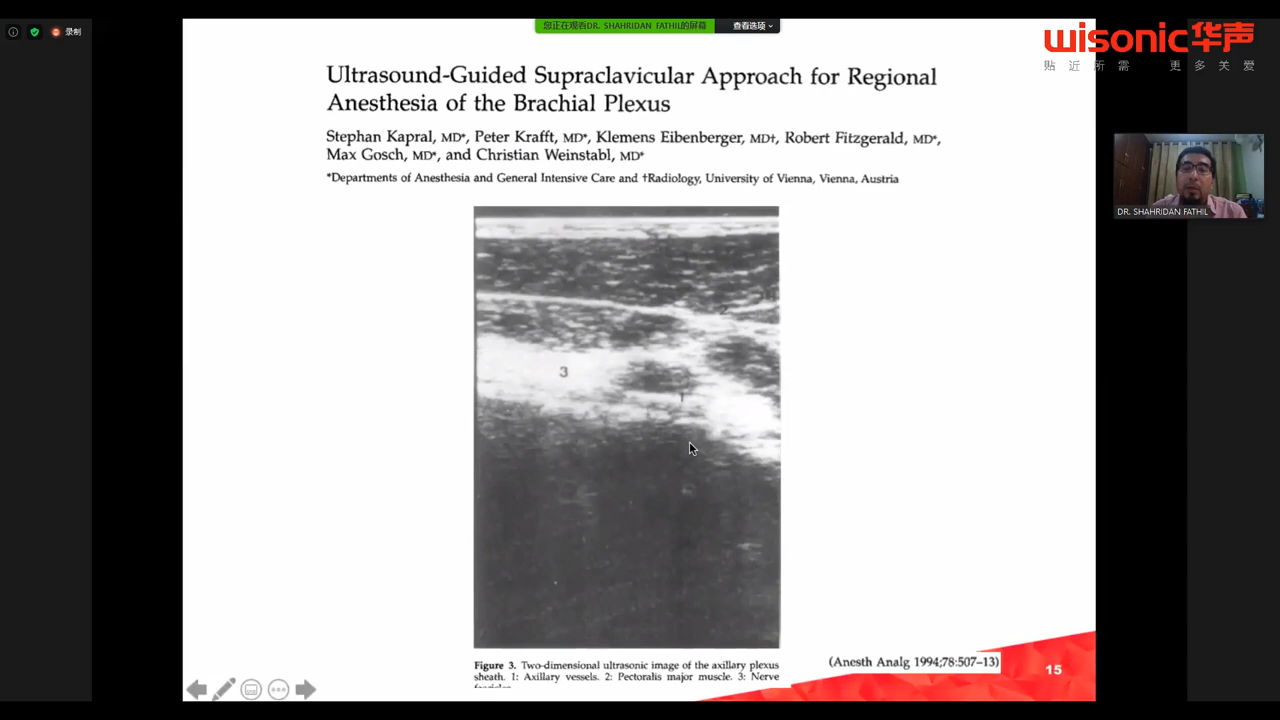 录制
您正在观看DR. SHAHRIDAN FATHIL的屏幕
查看选项
wisonic华声
贴近所需 更多关爱
Ultrasound-Guided Supraclavicular Approach for Regional
Anesthesia of the Brachial Plexus
Stephan Kapral, MD*, Peter Krafft, MD*, Klemens Eibenberger, MD†, Robert Fitzgerald, MD*,
Max Gosch, MD*, and Christian Weinstabl, MD*
*Departments of Anesthesia and General Intensive Care and †Radiology, University of Vienna, Vienna, Austria
DR. SHAHRIDAN FATHIL
2
3
1
Figure 3. Two-dimensional ultrasonic image of the axillary plexus
sheath. 1: Axillary vessels. 2: Pectoralis major muscle. 3: Nerve
(Anesth Analg 1994;78:507–13)
15